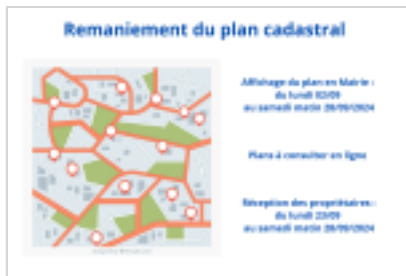 Remaniement du plan cadastral
Affichage du plan en Mairie :
du lundi 02/09
au samedi matin 28/09/2024
Plans à consulter en ligne
Réception des propriétaires :
du lundi 23/09
au samedi matin 28/09/2024